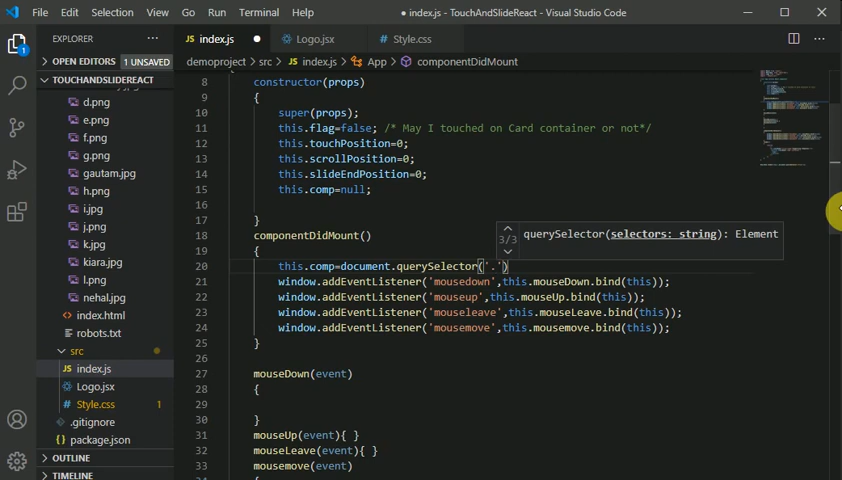 File Edit Selection View Go Run Terminal Help
● index.js - TouchAndSlideReact - Visual Studio Code
EXPLORER ···
JS index.js ●
Logo.jsx
# Style.css
OPEN EDITORS 1 UNSAVED
demoproject > src > JS index.js > App > componentDidMount
TOUCHANDSLIDEREACT
d.png
e.png
f.png
g.png
gautam.jpg
h.png
i.jpg
j.png
k.jpg
kiara.jpg
l.png
nehal.jpg
index.html
robots.txt
src
JS index.js
Logo.jsx
# Style.css 1
.gitignore
{} package.json
OUTLINE
TIMELINE
1
8 constructor(props)
9 {
10 super(props);
11 this.flag=false; /* May I touched on Card container or not*/
12 this.touchPosition=0;
13 this.scrollPosition=0;
14 this.slideEndPosition=0;
15 this.comp=null;
16
17 }
18 componentDidMount()
19 {
3/3 querySelector(selectors: string): Element
20 this.comp=document.querySelector('.')
21 window.addEventListener('mousedown',this.mouseDown.bind(this));
22 window.addEventListener('mouseup',this.mouseUp.bind(this));
23 window.addEventListener('mouseleave',this.mouseLeave.bind(this));
24 window.addEventListener('mousemove',this.mousemove.bind(this));
25 }
26
27 mouseDown(event)
28 {
29
30 }
31 mouseUp(event){ }
32 mouseLeave(event){ }
33 mousemove(event)